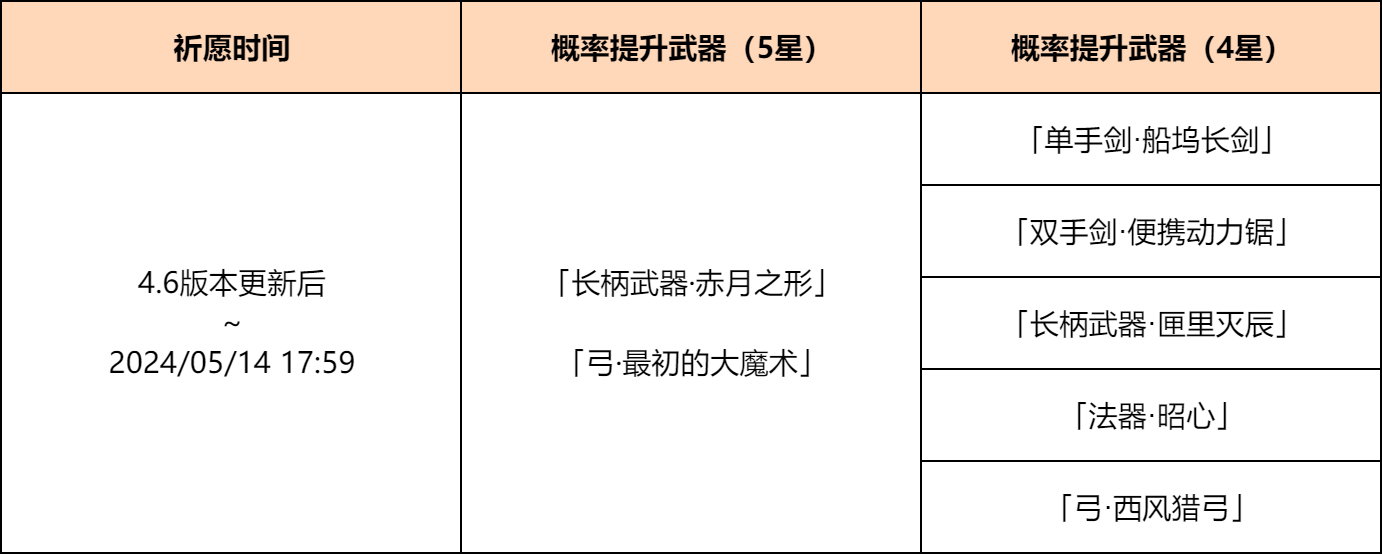 祈愿时间
概率提升武器（5星）
概率提升武器（4星）
4.6版本更新后
~
2024/05/14 17:59
「长柄武器·赤月之形」
「弓·最初的大魔术」
「单手剑·船坞长剑」
「双手剑·便携动力锯」
「长柄武器·匣里灭辰」
「法器·昭心」
「弓·西风猎弓」